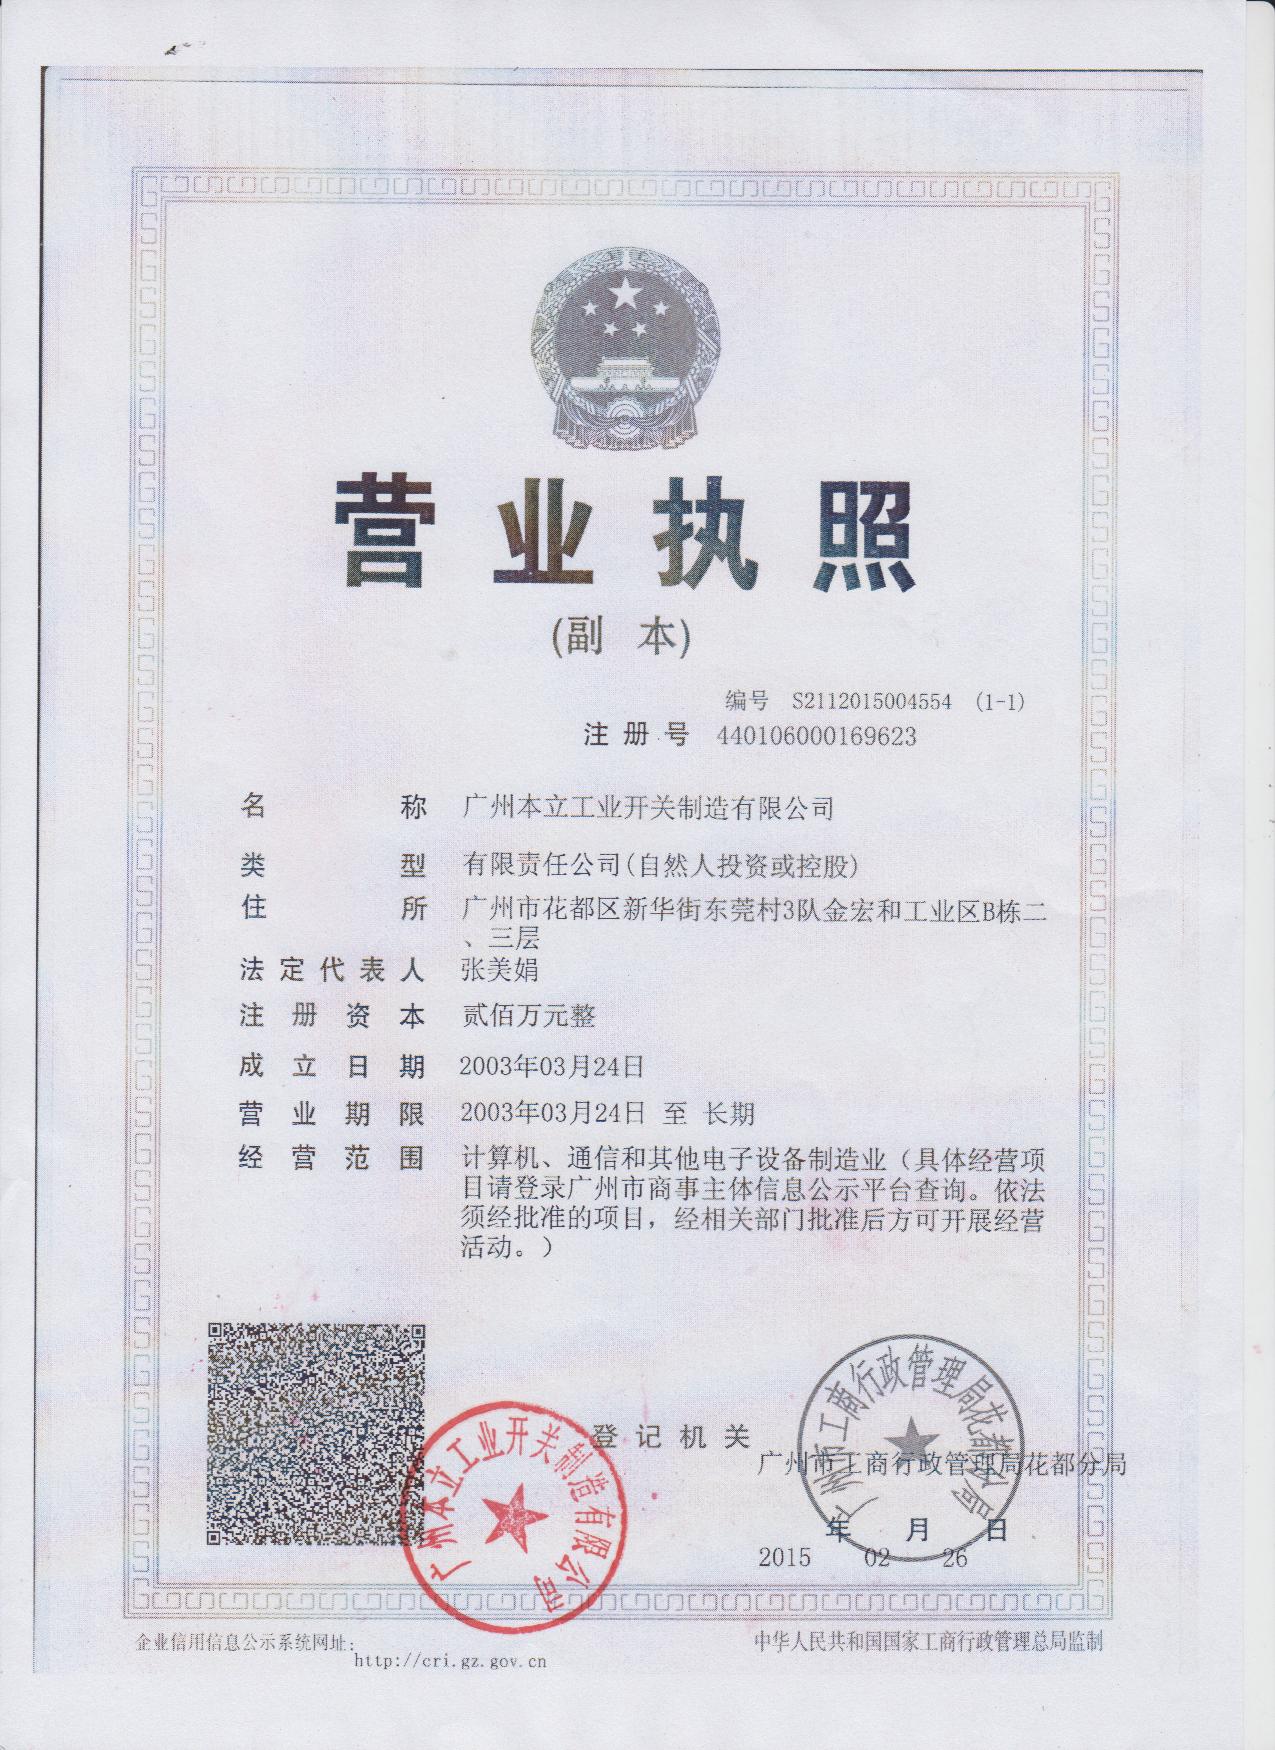 营业执照
(副 本)
编号 S2112015004554 (1-1)
注册号 440106000169623
名称 广州本立工业开关制造有限公司
类型 有限责任公司(自然人投资或控股)
住所 广州市花都区新华街东莞村3队金宏和工业区B栋二
、三层
法定代表人 张美娟
注册资本 贰佰万元整
成立日期 2003年03月24日
营业期限 2003年03月24日 至 长期
经营范围 计算机、通信和其他电子设备制造业（具体经营项
目请登录广州市商事主体信息公示平台查询。依法
须经批准的项目，经相关部门批准后方可开展经营
活动。）
广州本立工业开关制造有限公司
登记机关
广州市工商行政管理局花都分局
广州市工商行政管理局花都分局
年 月 日
2015 02 26
企业信用信息公示系统网址：
http://cri.gz.gov.cn
中华人民共和国国家工商行政管理总局监制